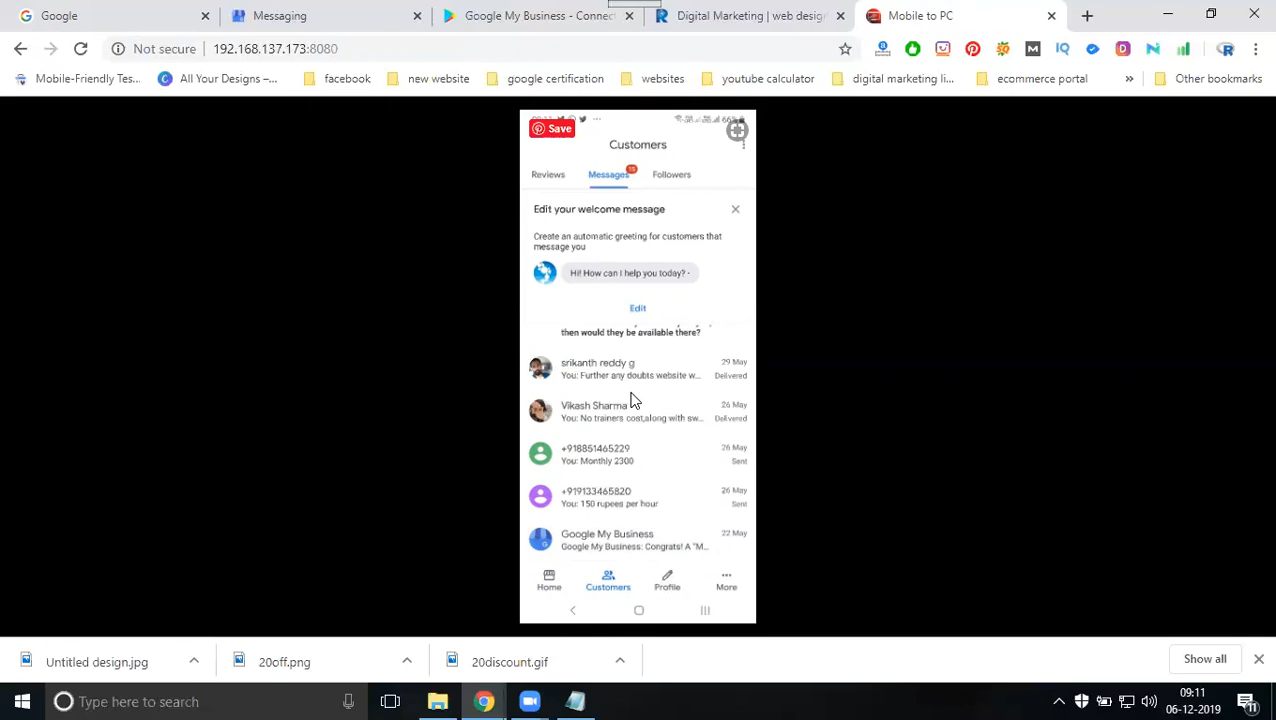 Google
Messaging
Google My Business - Connec
Digital Marketing | web design
Mobile to PC
Not secure
192.168.137.173:8080
Mobile-Friendly Tes...
All Your Designs –...
facebook
new website
google certification
websites
youtube calculator
digital marketing li...
ecommerce portal
Other bookmarks
66%
Save
Customers
Reviews
Messages
Followers
Edit your welcome message
Create an automatic greeting for customers that
message you
Hi! How can I help you today? -
Edit
then would they be available there?
srikanth reddy g
29 May
You: Further any doubts website w...
Delivered
Vikash Sharma
26 May
You: No trainers cost,along with sw...
Delivered
+918851465229
26 May
You: Monthly 2300
Sent
+919133465820
26 May
You: 150 rupees per hour
Sent
Google My Business
22 May
Google My Business: Congrats! A "M...
Home
Customers
Profile
More
Untitled design.jpg
20off.png
20discount.gif
Show all
Type here to search
09:11
06-12-2019
11